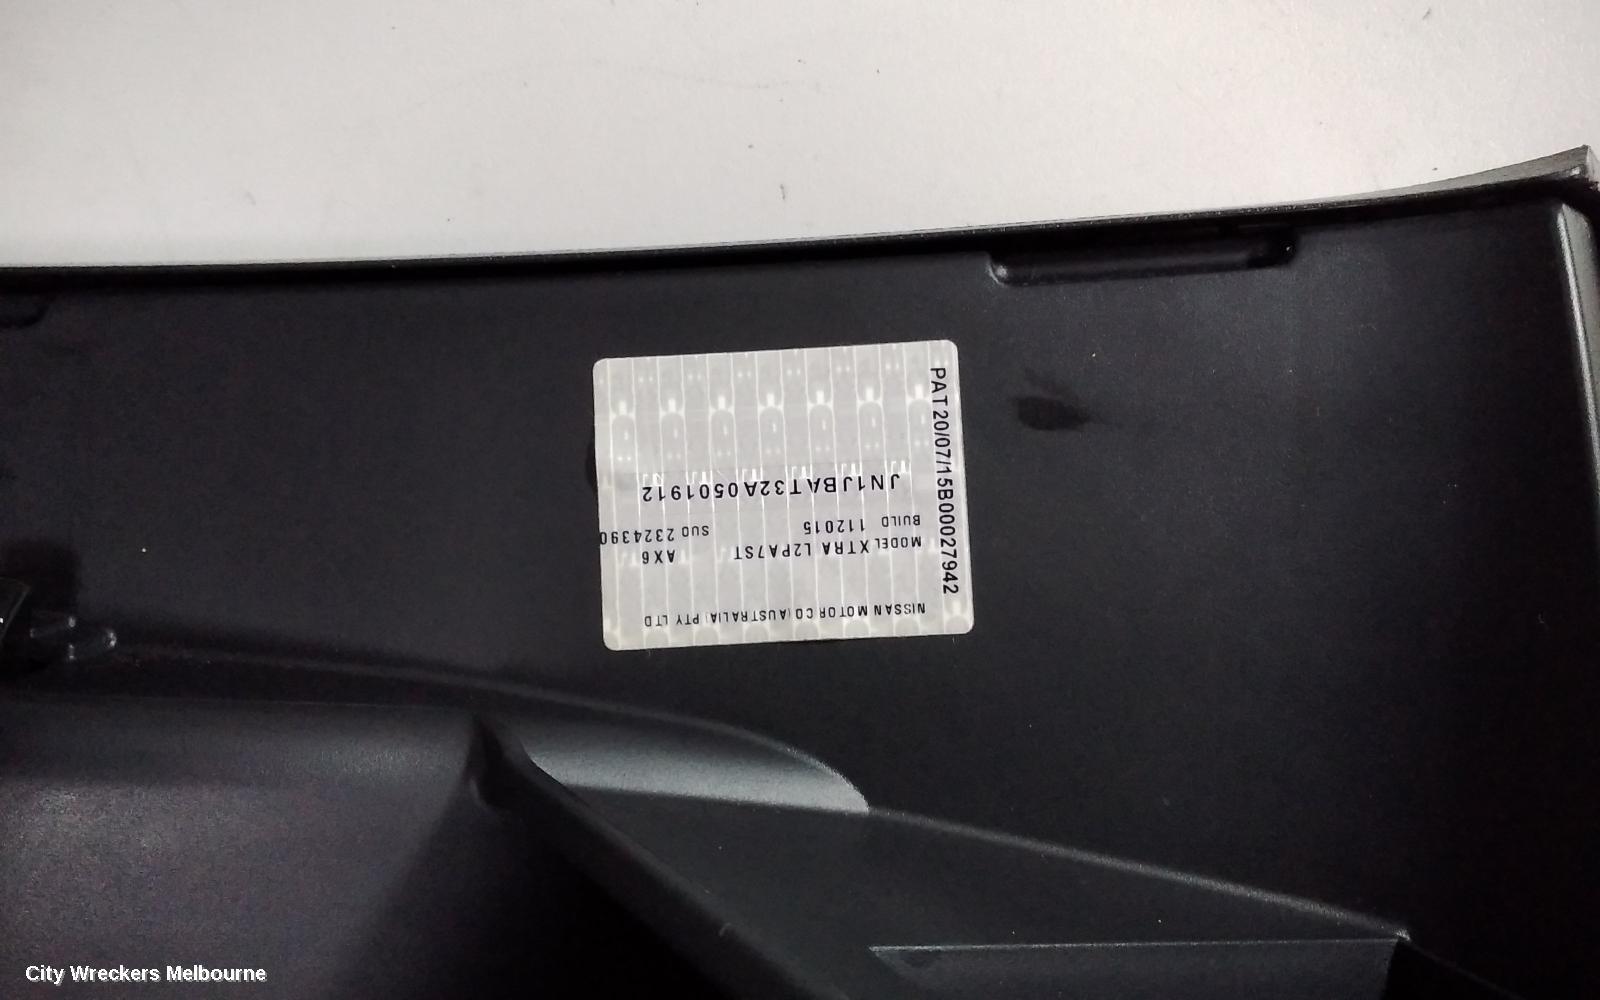 NISSAN MOTOR CO (AUSTRALIA) PTY LTD
MODEL XTRA L2PA7ST AX6
BUILD 112015 SUD 2324390
JN1JBAT32A0501912
PAT20/07/15B00027942
City Wreckers Melbourne